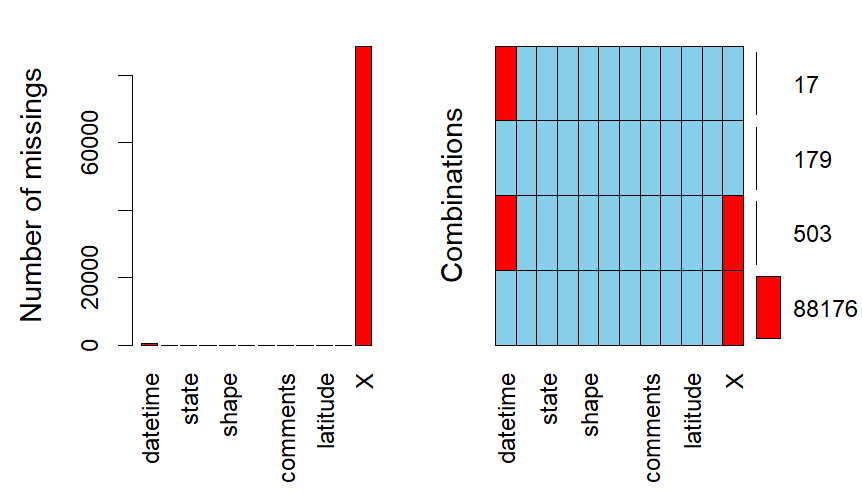 Number of missings
0
20000
60000
datetime
state
shape
comments
latitude
X
Combinations
17
179
503
88176
datetime
state
shape
comments
latitude
X